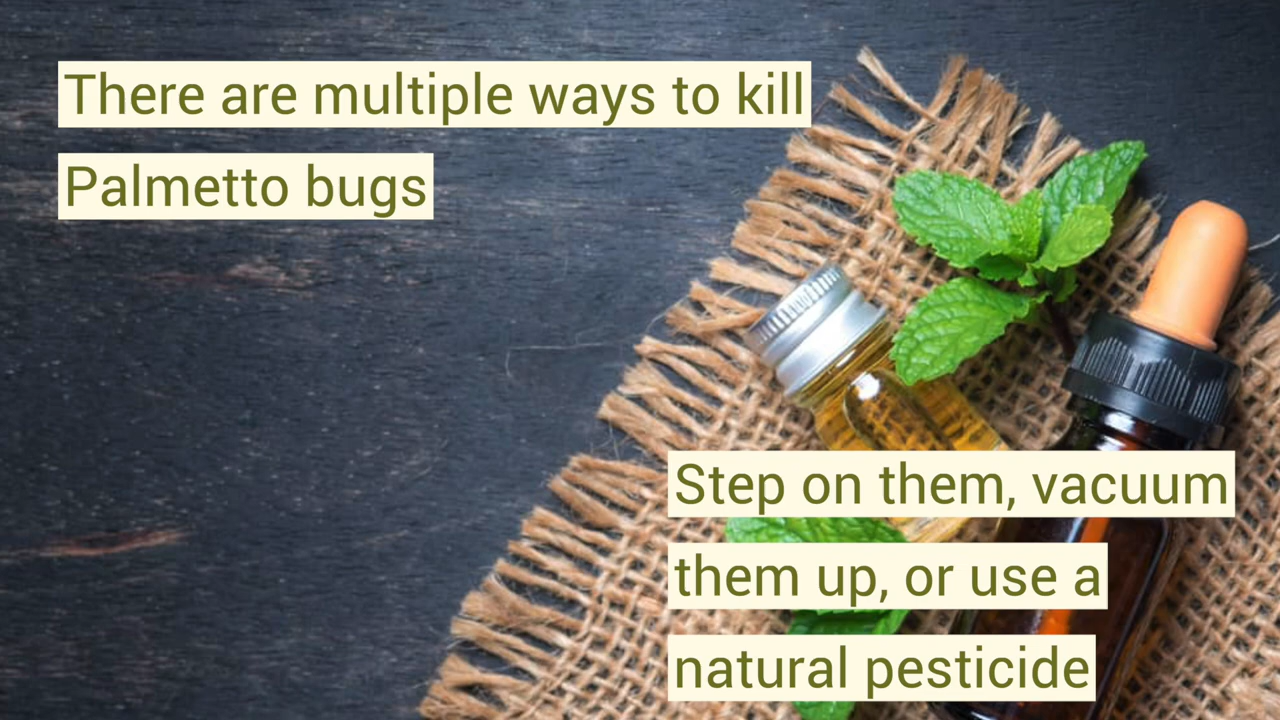 There are multiple ways to kill
Palmetto bugs
Step on them, vacuum
them up, or use a
natural pesticide